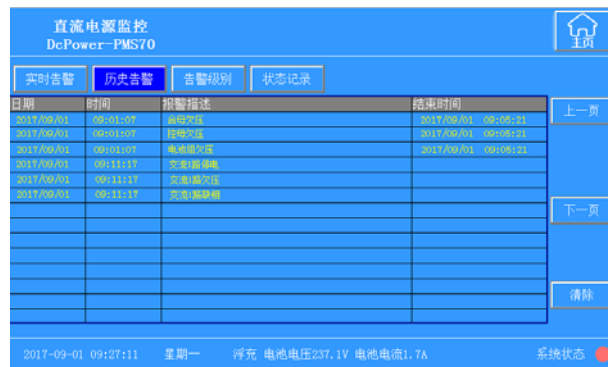 直流电源监控
DcPower-PMS70
主页
实时告警 历史告警 告警级别 状态记录
日期 时间 报警描述 结束时间
2017/09/01 09:01:07 合母欠压 2017/09/01 09:05:21
2017/09/01 09:01:07 控母欠压 2017/09/01 09:05:21
2017/09/01 09:01:07 电池组欠压 2017/09/01 09:05:21
2017/09/01 09:11:17 交流1路停电
2017/09/01 09:11:17 交流1路欠压
2017/09/01 09:11:17 交流1路缺相
上一页
下一页
清除
2017-09-01 09:27:11 星期一 浮充 电池电压237.1V 电池电流1.7A 系统状态